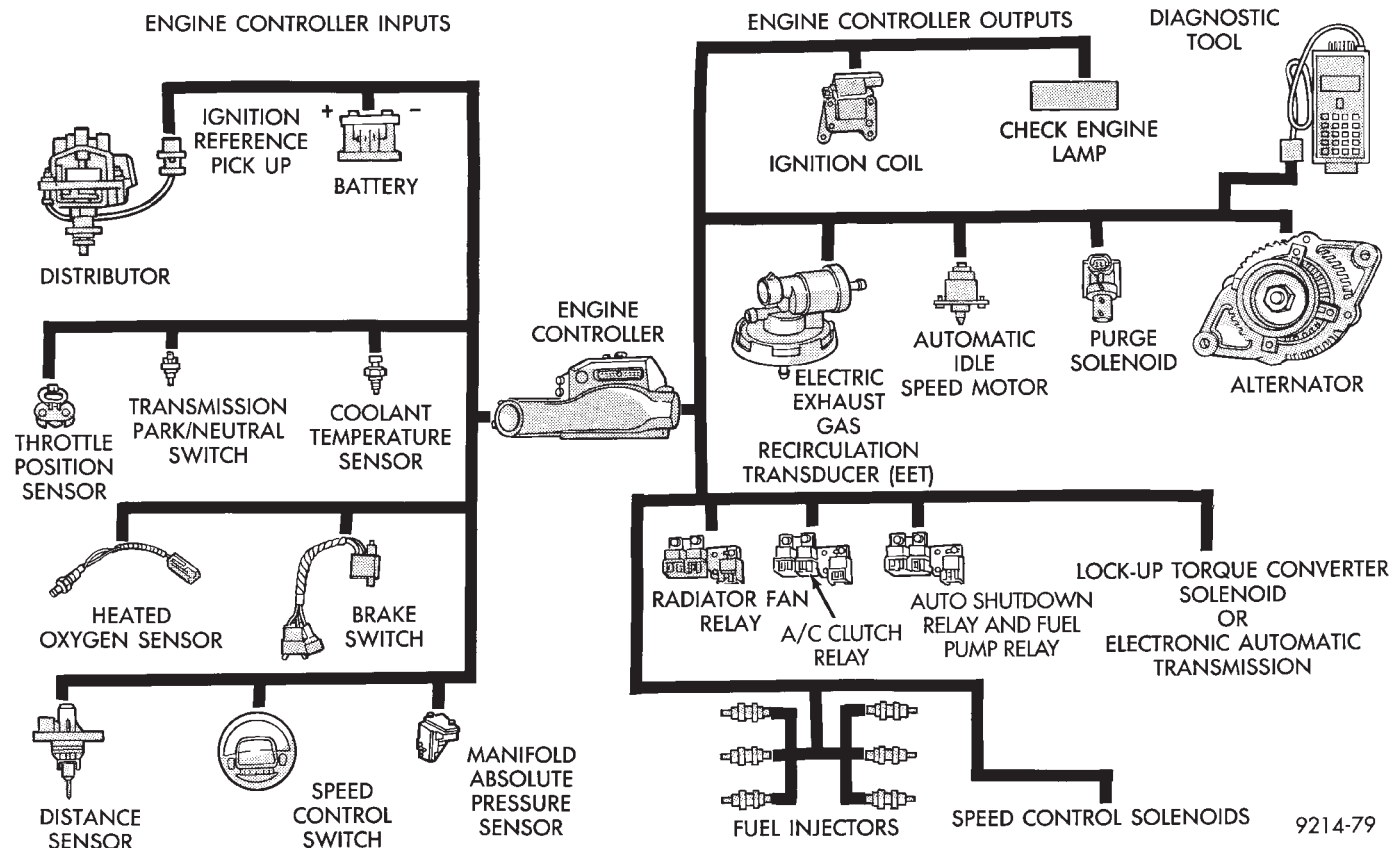 ENGINE CONTROLLER INPUTS
ENGINE CONTROLLER OUTPUTS
DIAGNOSTIC
TOOL
IGNITION
REFERENCE
PICK UP
+ −
BATTERY
DISTRIBUTOR
IGNITION COIL
CHECK ENGINE
LAMP
ENGINE
CONTROLLER
THROTTLE
POSITION
SENSOR
TRANSMISSION
PARK/NEUTRAL
SWITCH
COOLANT
TEMPERATURE
SENSOR
ELECTRIC
EXHAUST
GAS
RECIRCULATION
TRANSDUCER (EET)
AUTOMATIC
IDLE
SPEED MOTOR
PURGE
SOLENOID
ALTERNATOR
HEATED
OXYGEN SENSOR
BRAKE
SWITCH
RADIATOR FAN
RELAY
A/C CLUTCH
RELAY
AUTO SHUTDOWN
RELAY AND FUEL
PUMP RELAY
LOCK-UP TORQUE CONVERTER
SOLENOID
OR
ELECTRONIC AUTOMATIC
TRANSMISSION
DISTANCE
SENSOR
SPEED
CONTROL
SWITCH
MANIFOLD
ABSOLUTE
PRESSURE
SENSOR
FUEL INJECTORS
SPEED CONTROL SOLENOIDS
9214-79